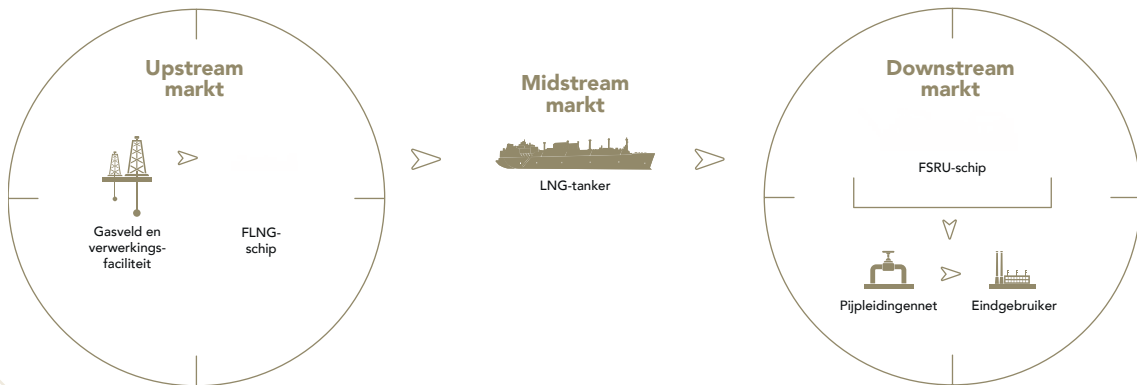 Upstream
markt
Gasveld en
verwerkings-
faciliteit
FLNG-
schip
Midstream
markt
LNG-tanker
Downstream
markt
FSRU-schip
Pijpleidingennet
Eindgebruiker